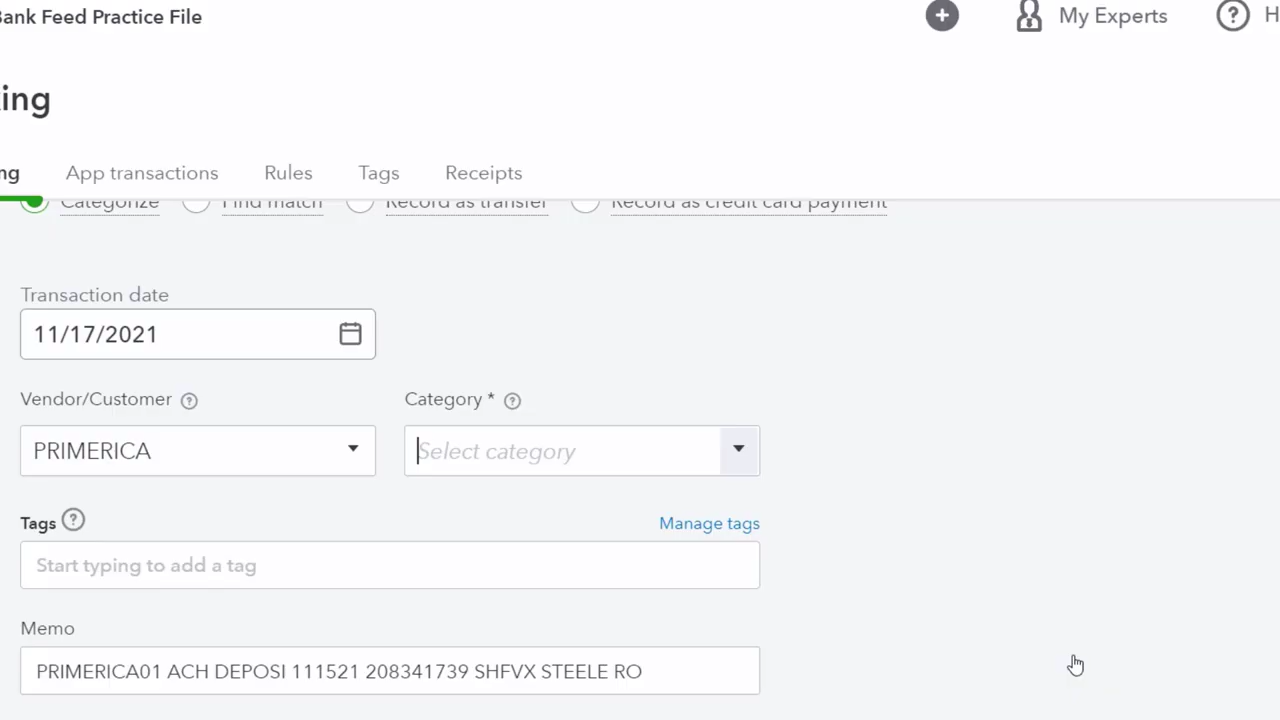 Bank Feed Practice File
My Experts
H
king
ng App transactions Rules Tags Receipts
Categorize Find match Record as transfer Record as credit card payment
Transaction date
11/17/2021
Vendor/Customer Category *
PRIMERICA Select category
Tags Manage tags
Start typing to add a tag
Memo
PRIMERICA01 ACH DEPOSI 111521 208341739 SHFVX STEELE RO